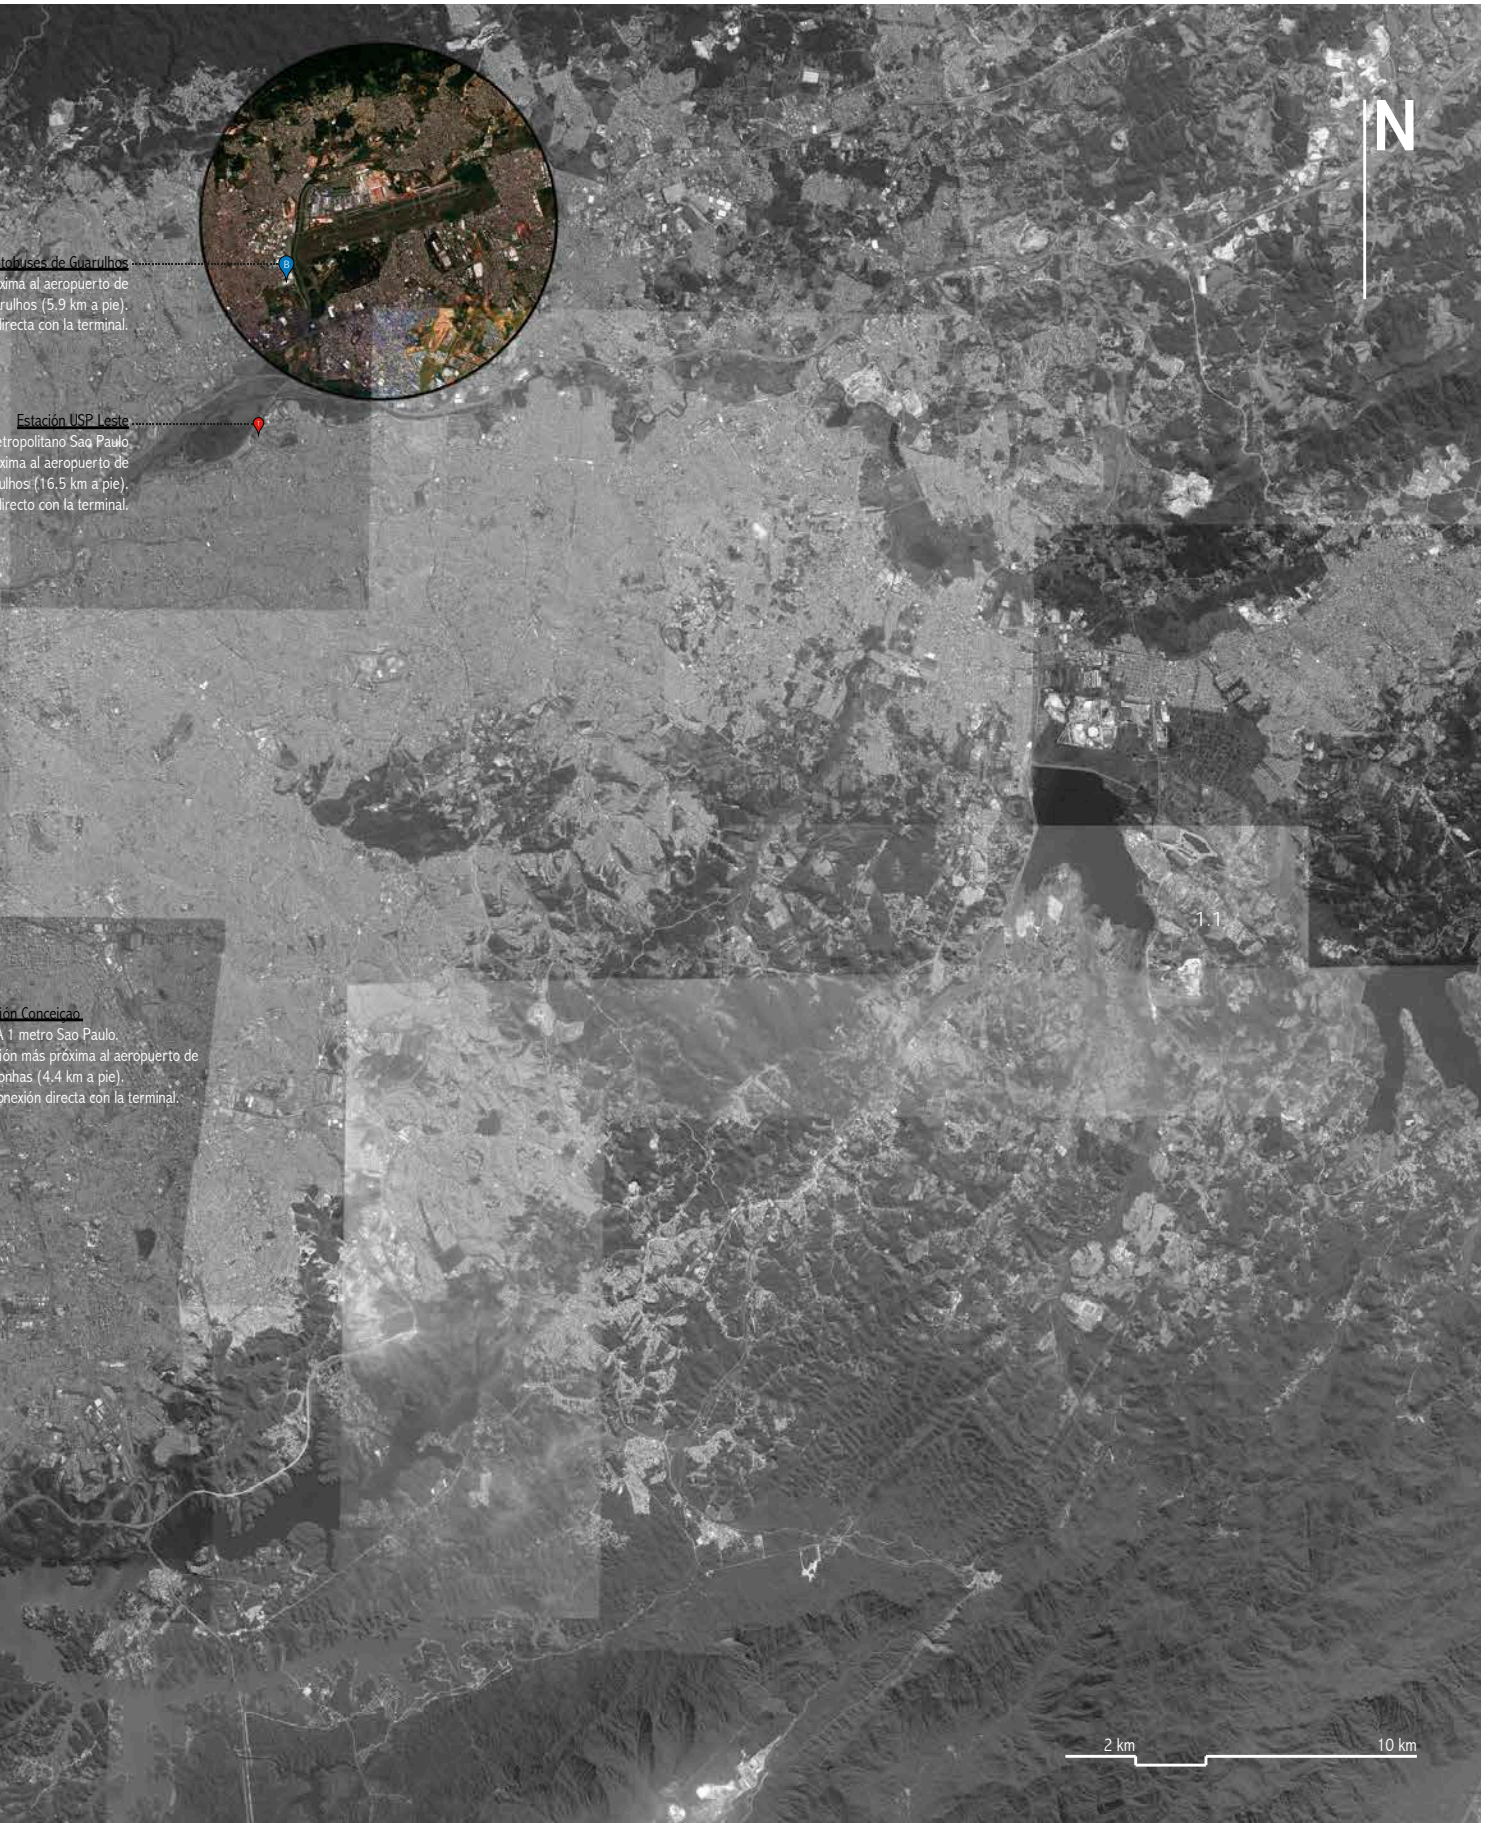 N
tobuses de Guarulhos
B
xima al aeropuerto de
rulhos (5.9 km a pie).
directa con la terminal.
Estación USP Leste
1
etropolitano Sao Paulo
xima al aeropuerto de
ulhos (16.5 km a pie).
directo con la terminal.
1.1
ión Conceiçao
A 1 metro Sao Paulo.
ión más próxima al aeropuerto de
onhas (4.4 km a pie).
onexión directa con la terminal.
2 km
10 km